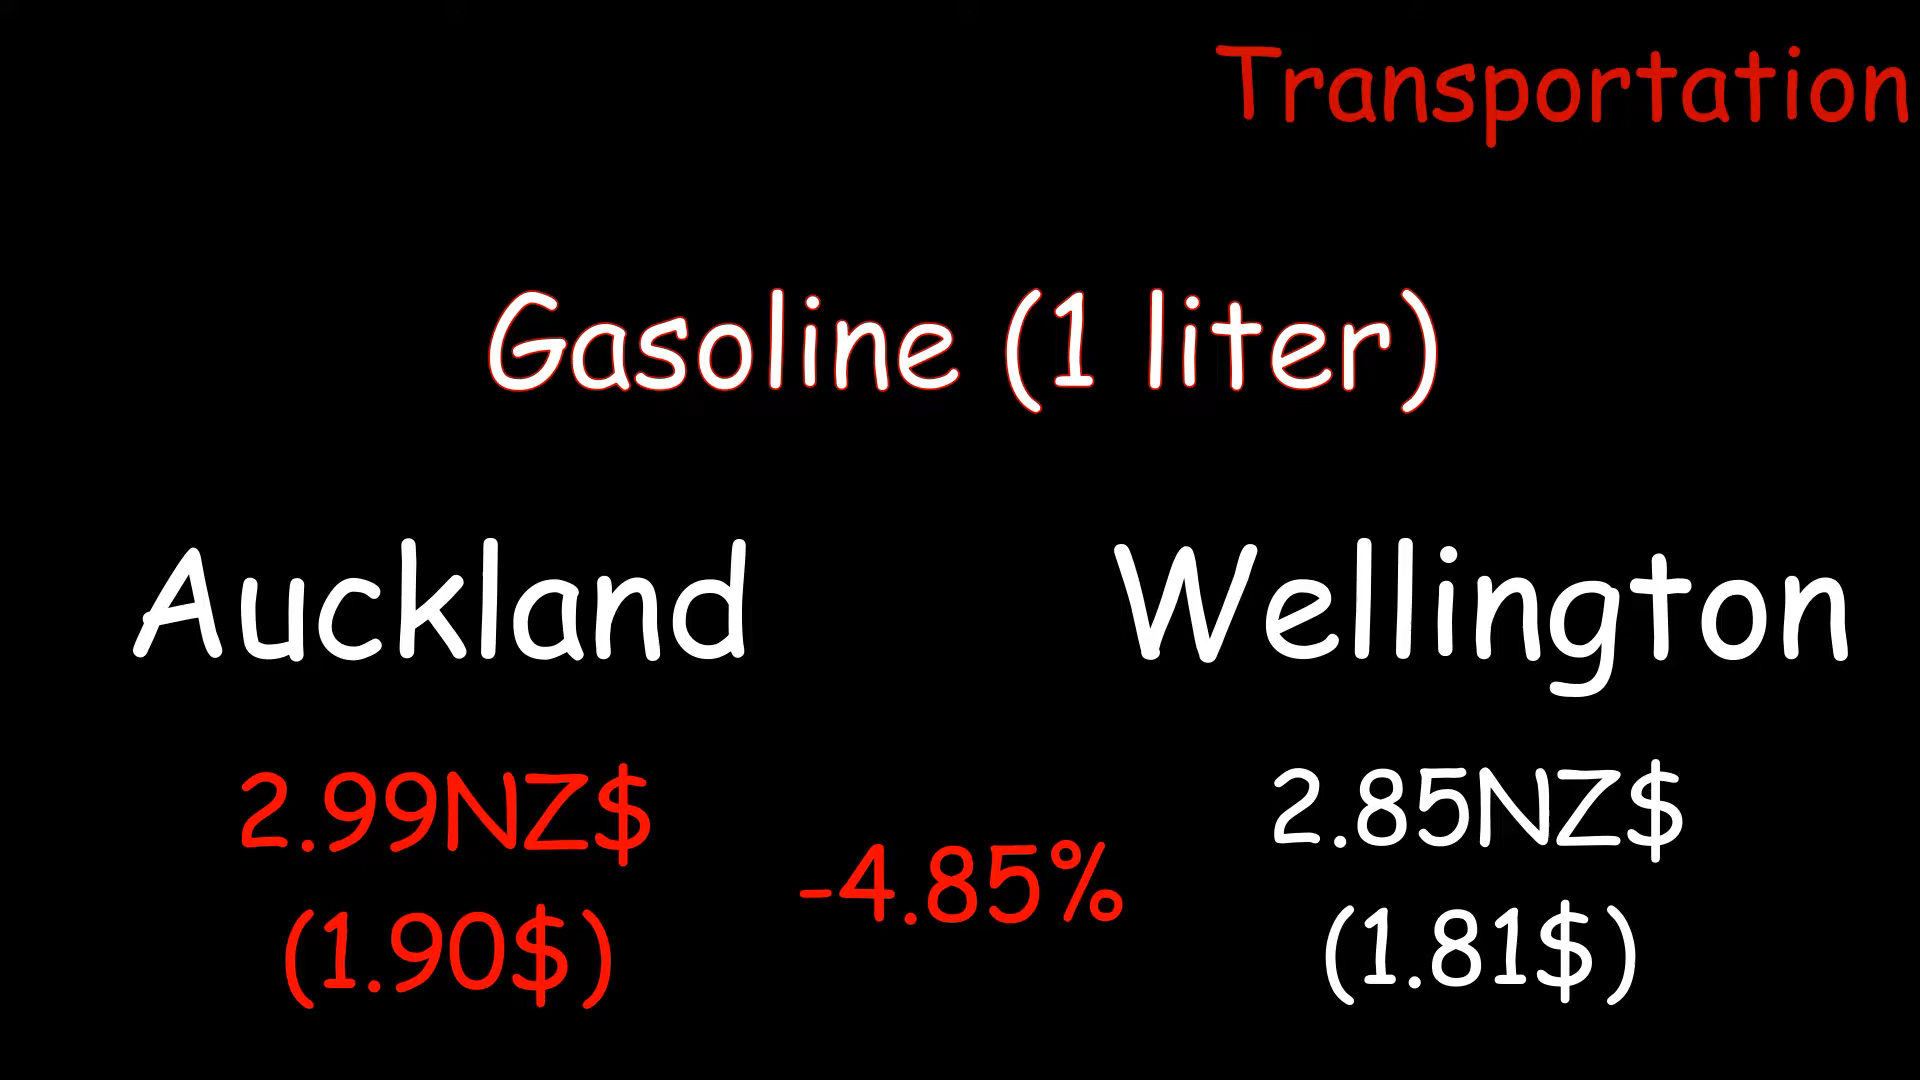 Transportation
Gasoline (1 liter)
Auckland
Wellington
2.99NZ$
2.85NZ$
-4.85%
(1.90$)
(1.81$)